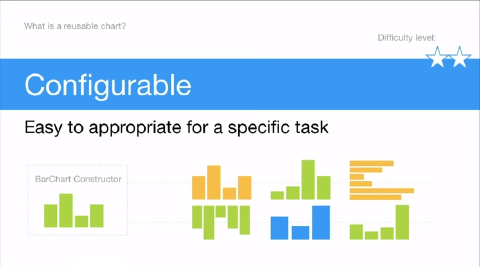 What is a reusable chart?
Difficulty level:
Configurable
Easy to appropriate for a specific task
BarChart Constructor